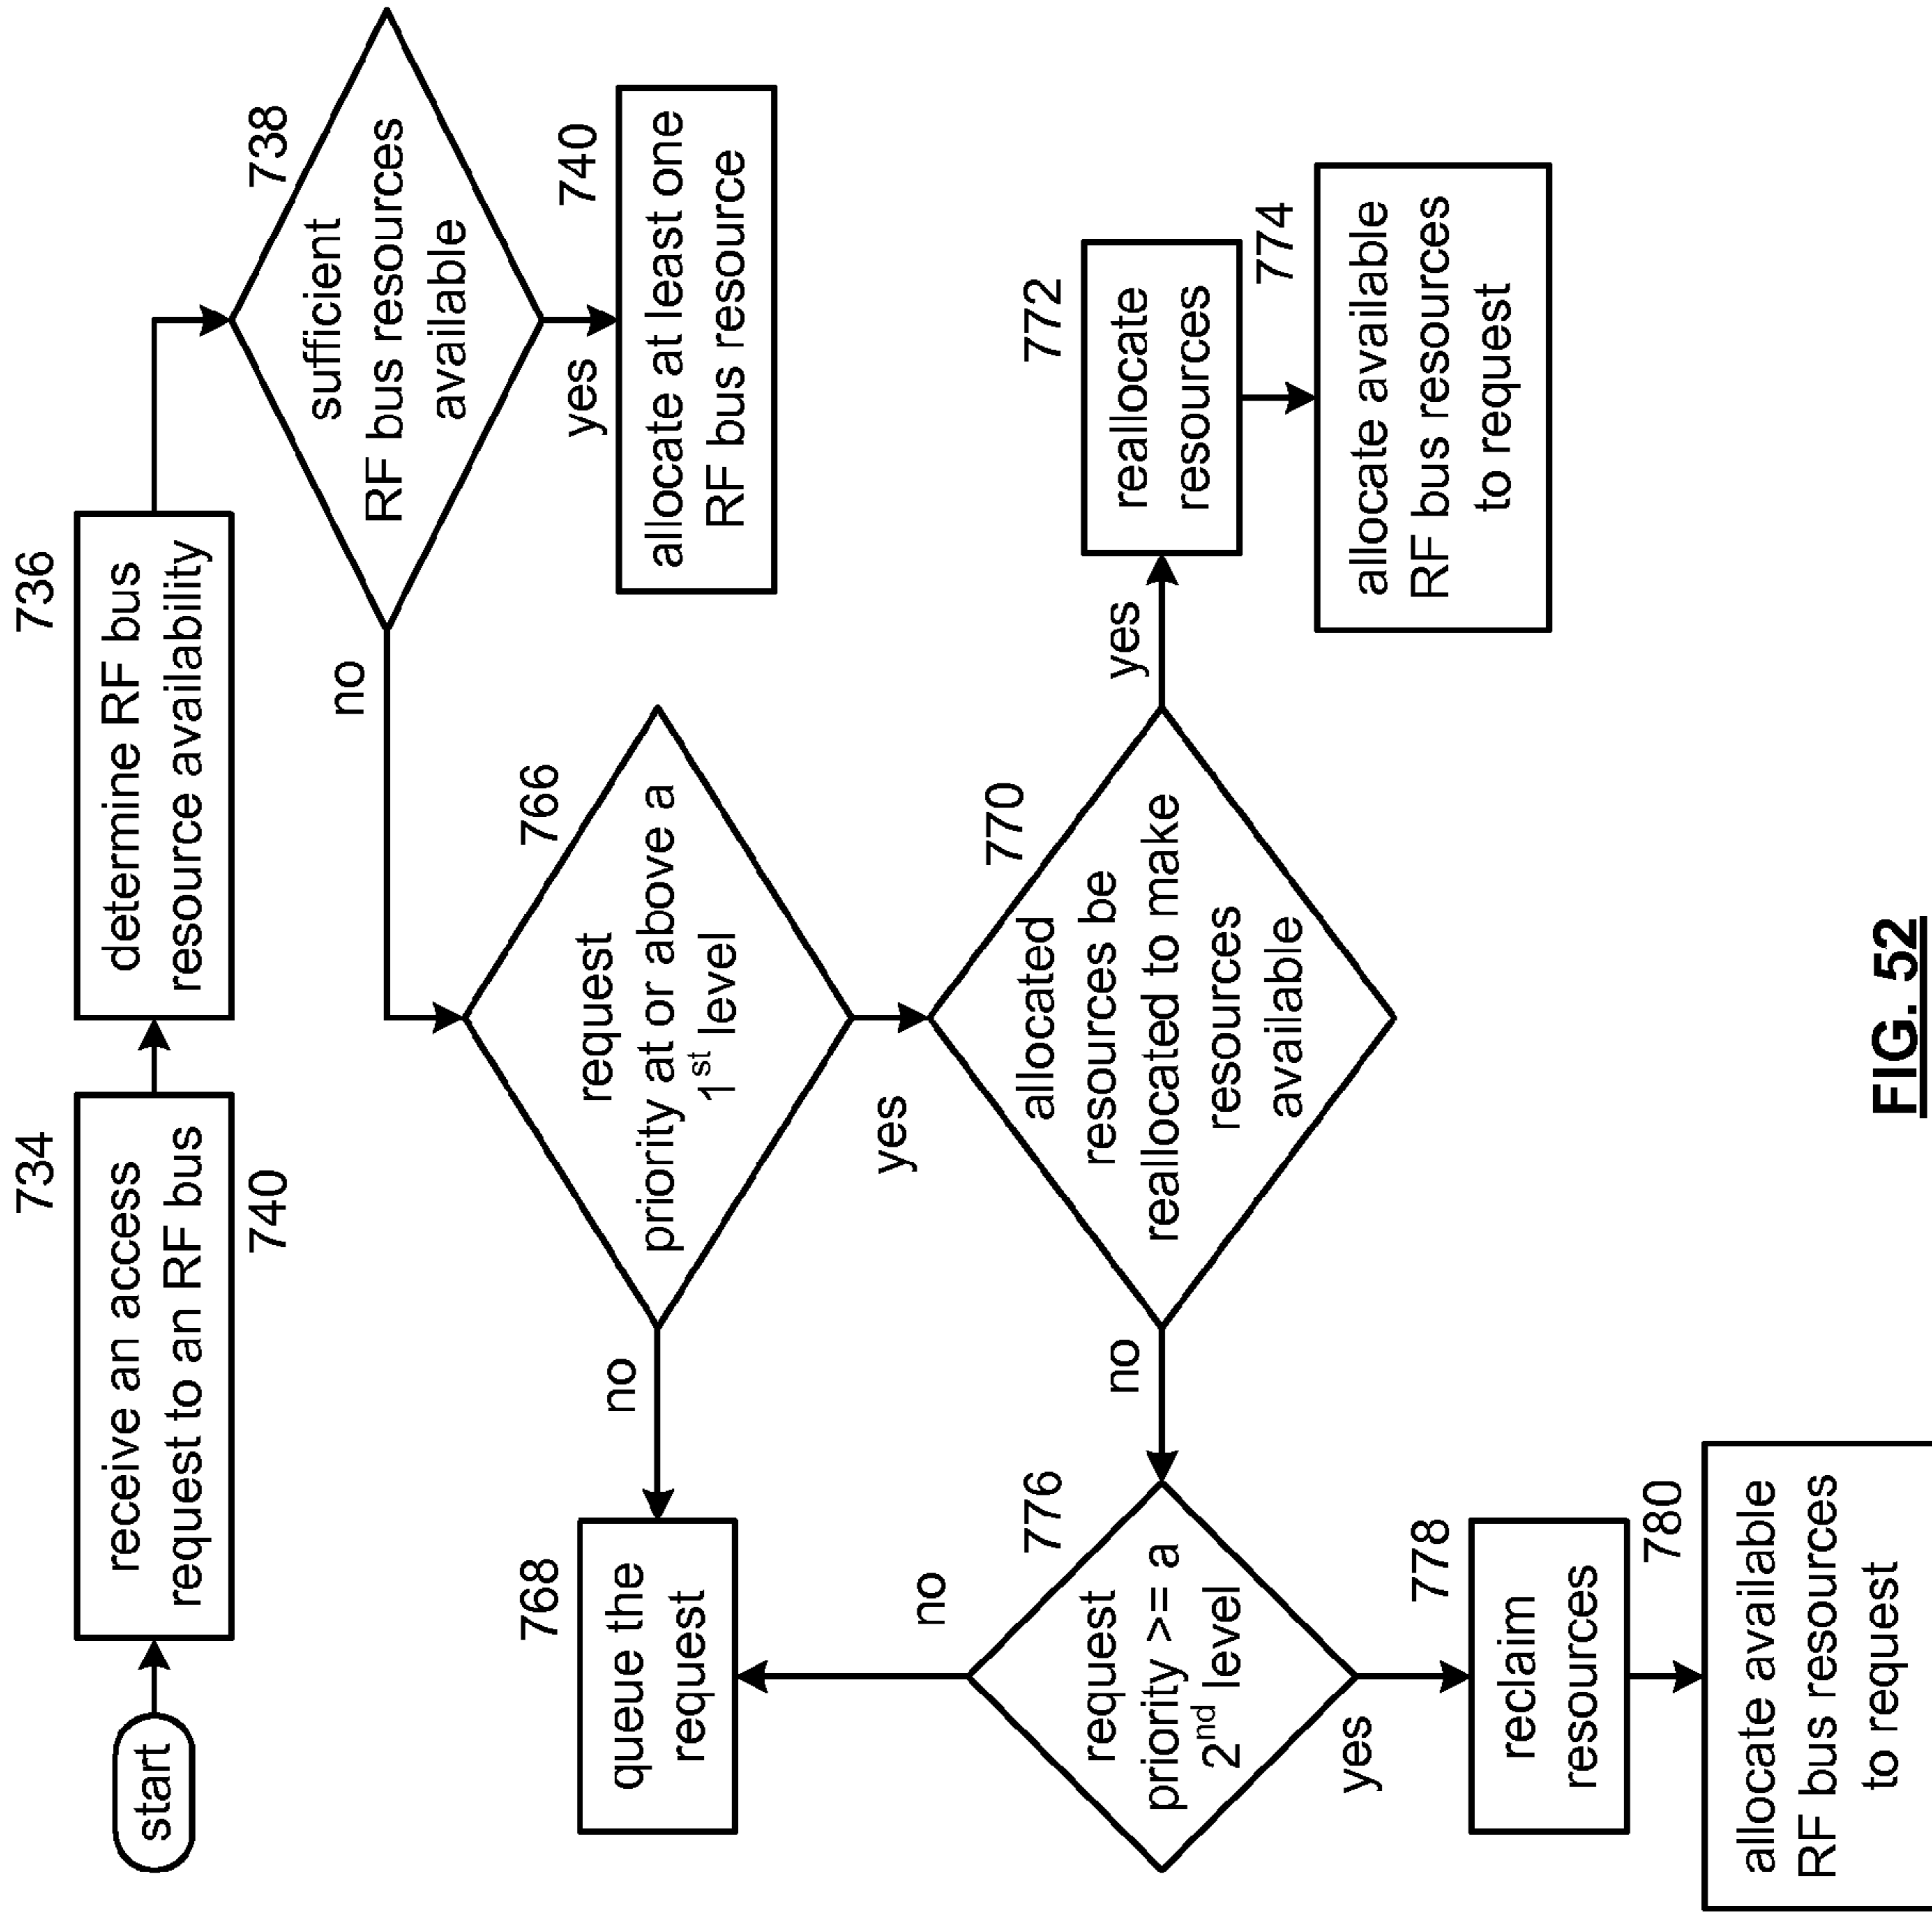 start
734
receive an access
request to an RF bus
740
736
determine RF bus
resource availability
738
sufficient
RF bus resources
available
yes
740
allocate at least one
RF bus resource
no
766
request
priority at or above a
1st level
no
768
queue the
request
yes
770
allocated
resources be
reallocated to make
resources
available
yes
772
reallocate
resources
774
allocate available
RF bus resources
to request
no
776
request
priority >= a
2nd level
no
yes
778
reclaim
resources
780
allocate available
RF bus resources
to request
FIG. 52